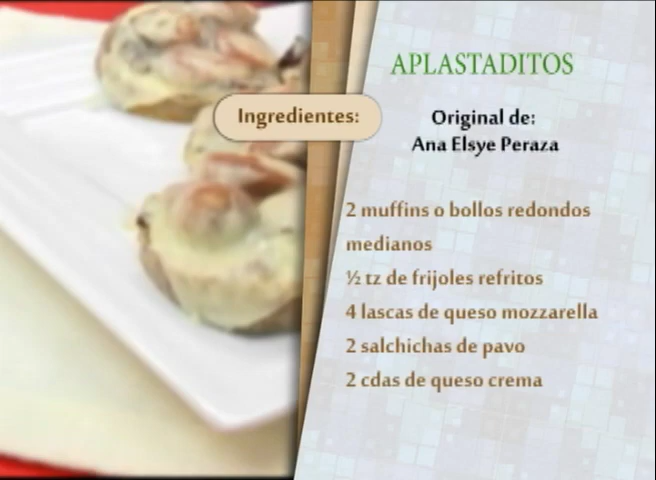 APLASTADITOS
Ingredientes:
Original de:
Ana Elsye Peraza
2 muffins o bollos redondos
medianos
½ tz de frijoles refritos
4 lascas de queso mozzarella
2 salchichas de pavo
2 cdas de queso crema